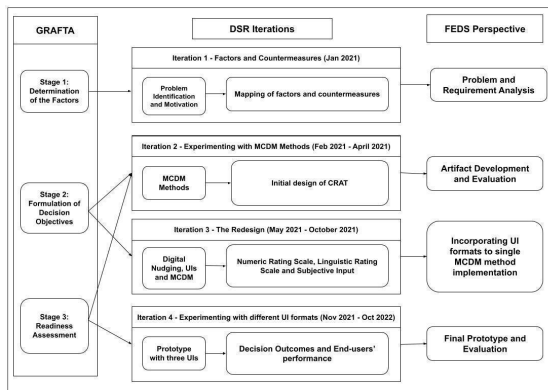 GRAFTA
DSR Iterations
FEDS Perspective
Stage 1:
Determination
of the Factors
Stage 2:
Formulation of
Decision
Objectives
Stage 3:
Readiness
Assessment
Iteration 1 - Factors and Countermeasures (Jan 2021)
Problem
Identification
and Motivation
Mapping of factors and countermeasures
Problem and
Requirement Analysis
Iteration 2 - Experimenting with MCDM Methods (Feb 2021 - April 2021)
MCDM
Methods
Initial design of CRAT
Artifact Development
and Evaluation
Iteration 3 - The Redesign (May 2021 - October 2021)
Digital
Nudging, UIs
and MCDM
Numeric Rating Scale, Linguistic Rating
Scale and Subjective Input
Incorporating UI
formats to single
MCDM method
implementation
Iteration 4 - Experimenting with different UI formats (Nov 2021 - Oct 2022)
Prototype
with three UIs
Decision Outcomes and End-users'
performance
Final Prototype and
Evaluation